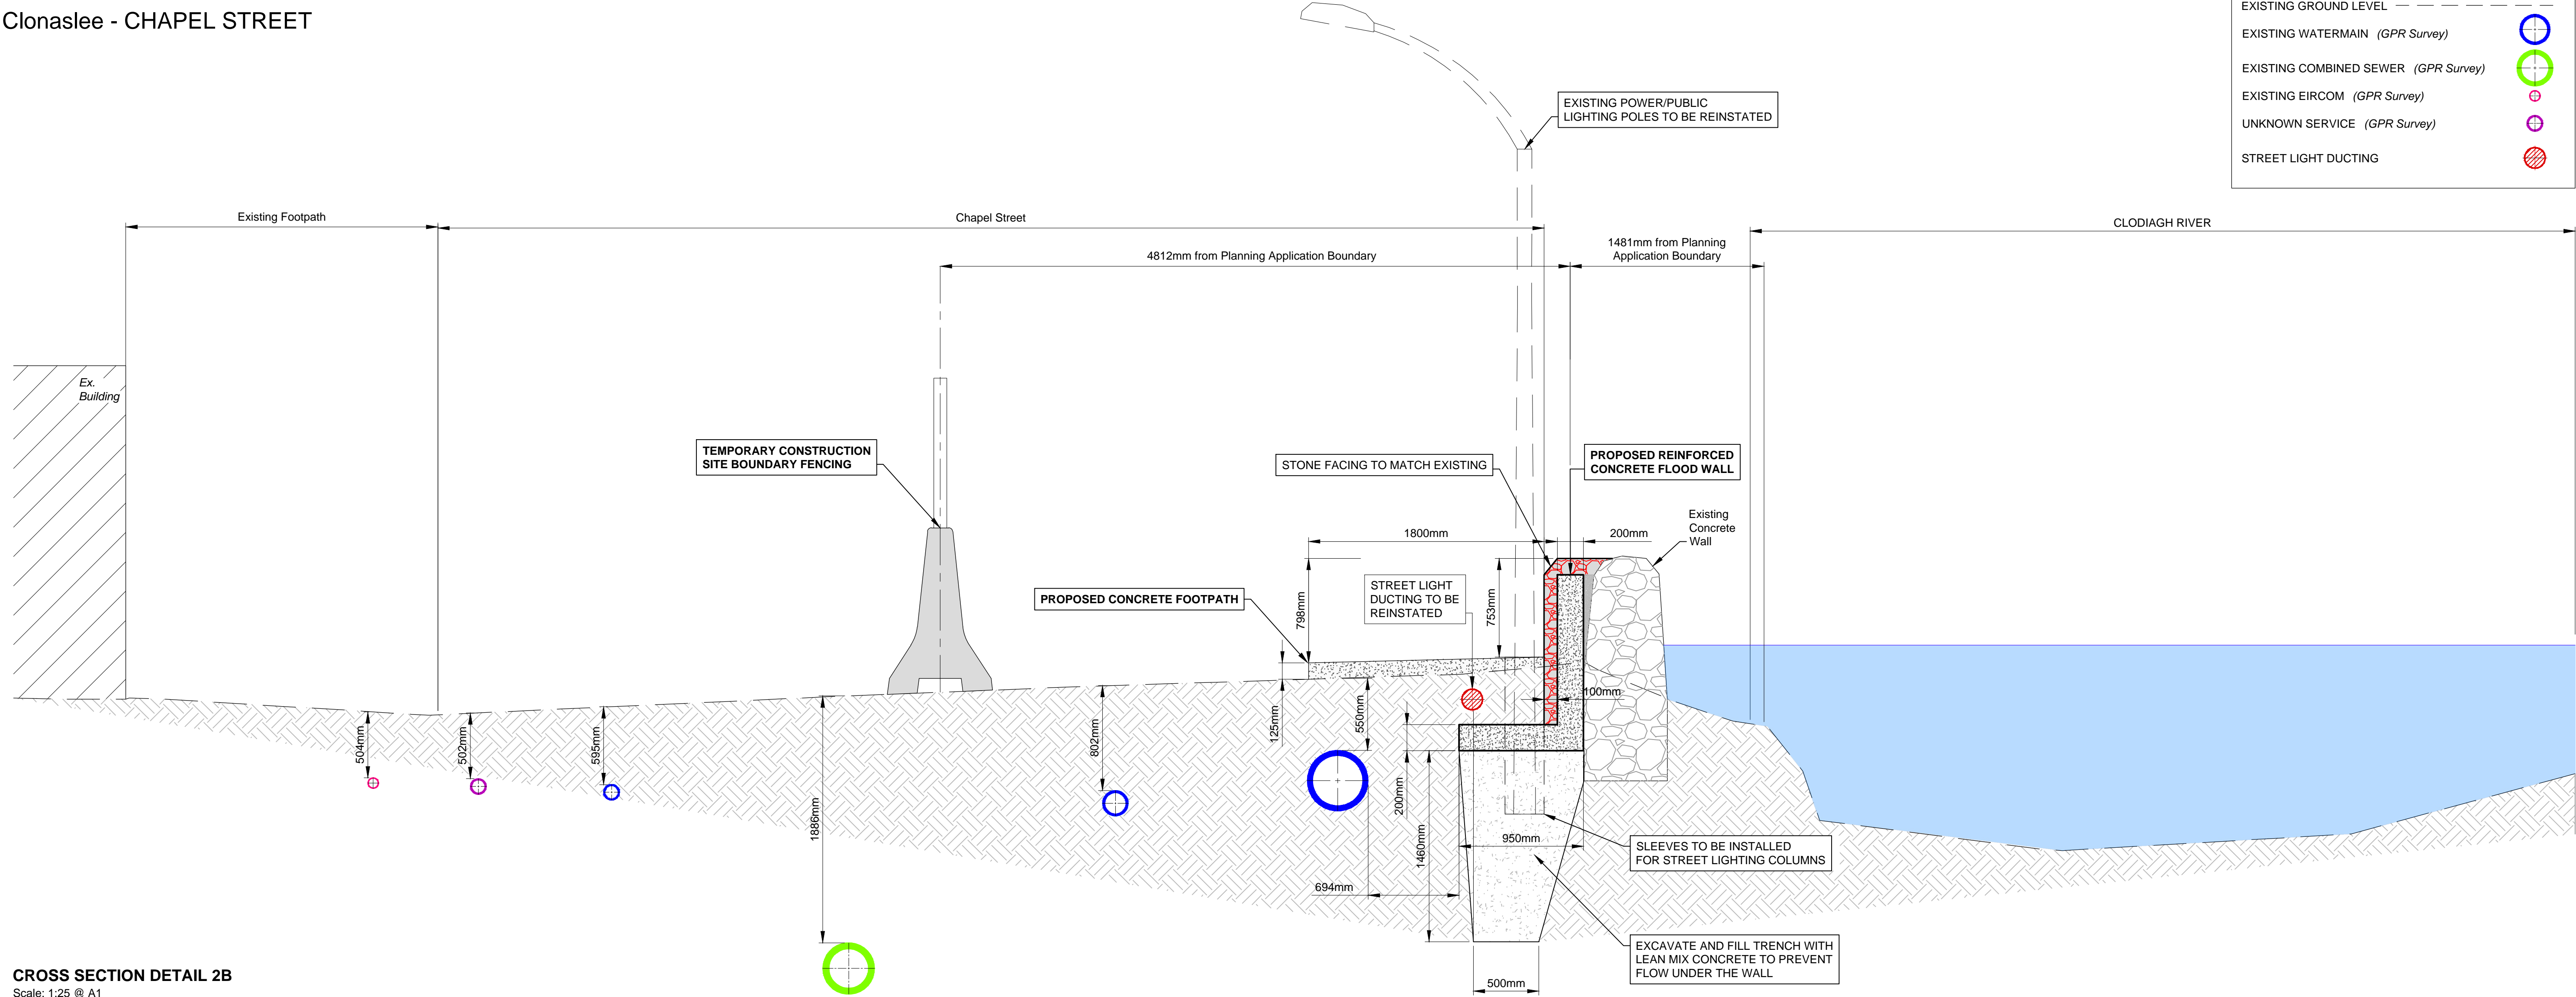 Clonaslee - CHAPEL STREET
EXISTING GROUND LEVEL
EXISTING WATERMAIN (GPR Survey)
EXISTING COMBINED SEWER (GPR Survey)
EXISTING EIRCOM (GPR Survey)
UNKNOWN SERVICE (GPR Survey)
STREET LIGHT DUCTING
EXISTING POWER/PUBLIC
LIGHTING POLES TO BE REINSTATED
Existing Footpath
Chapel Street
CLODIAGH RIVER
4812mm from Planning Application Boundary
1481mm from Planning
Application Boundary
Ex.
Building
TEMPORARY CONSTRUCTION
SITE BOUNDARY FENCING
STONE FACING TO MATCH EXISTING
PROPOSED REINFORCED
CONCRETE FLOOD WALL
Existing
Concrete
Wall
1800mm
200mm
PROPOSED CONCRETE FOOTPATH
798mm
STREET LIGHT
DUCTING TO BE
REINSTATED
753mm
100mm
504mm
502mm
595mm
1886mm
802mm
125mm
550mm
200mm
1460mm
950mm
694mm
SLEEVES TO BE INSTALLED
FOR STREET LIGHTING COLUMNS
EXCAVATE AND FILL TRENCH WITH
LEAN MIX CONCRETE TO PREVENT
FLOW UNDER THE WALL
500mm
CROSS SECTION DETAIL 2B
Scale: 1:25 @ A1